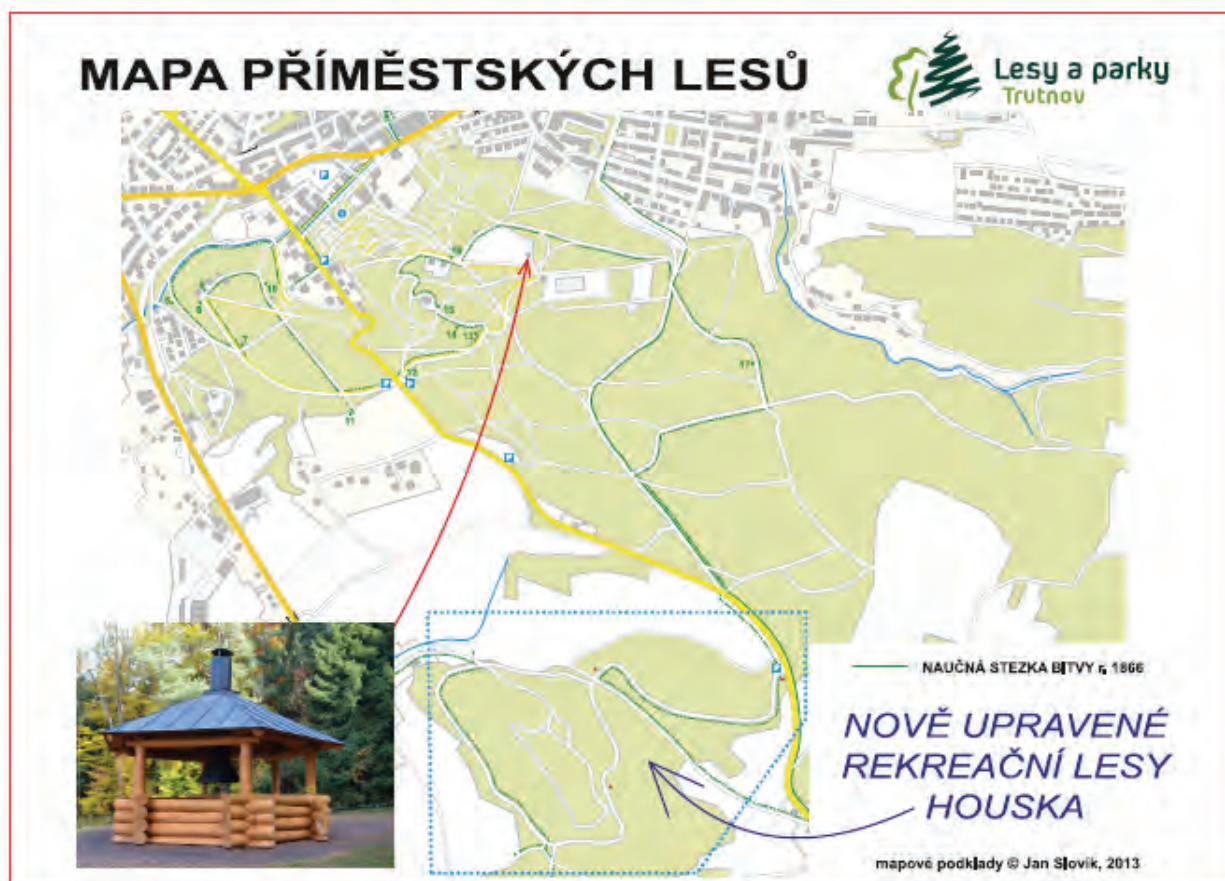 MAPA PŘÍMĚSTSKÝCH LESŮ
Lesy a parky
Trutnov
NAUČNÁ STEZKA BITVY r. 1866
NOVĚ UPRAVENÉ
REKREAČNÍ LESY
HOUSKA
mapové podklady © Jan Slovík, 2013